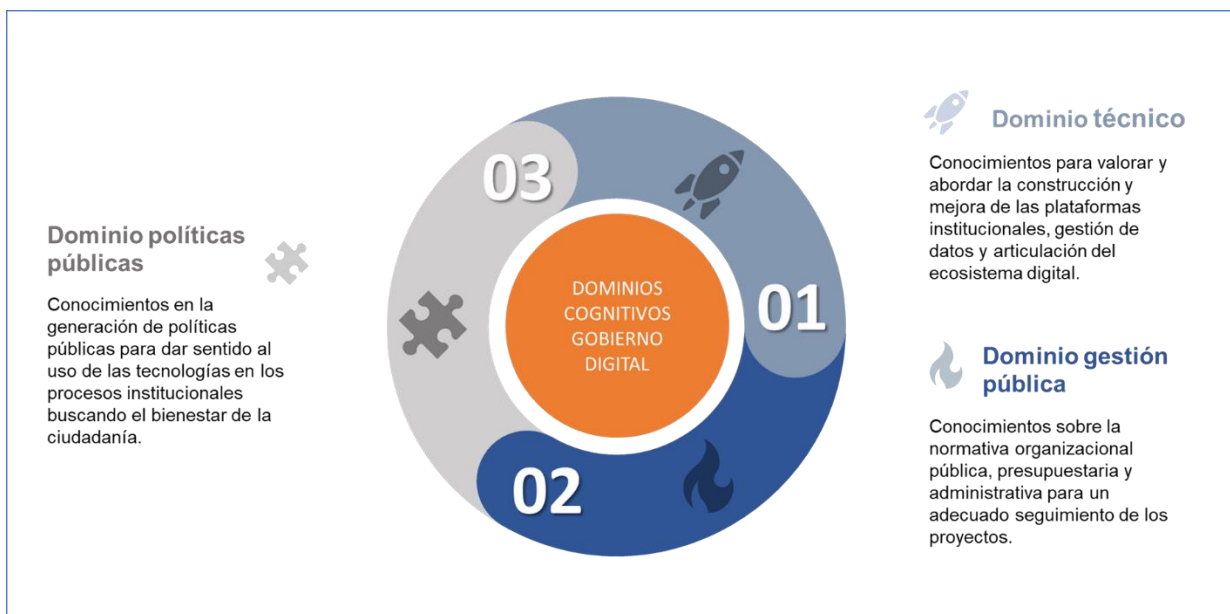 Dominio técnico
Conocimientos para valorar y
abordar la construcción y
mejora de las plataformas
institucionales, gestión de
datos y articulación del
ecosistema digital.
03
Dominio políticas
públicas
Conocimientos en la
generación de políticas
públicas para dar sentido al
uso de las tecnologías en los
procesos institucionales
buscando el bienestar de la
ciudadanía.
DOMINIOS
COGNITIVOS
GOBIERNO
DIGITAL
01
02
Dominio gestión
pública
Conocimientos sobre la
normativa organizacional
pública, presupuestaria y
administrativa para un
adecuado seguimiento de los
proyectos.